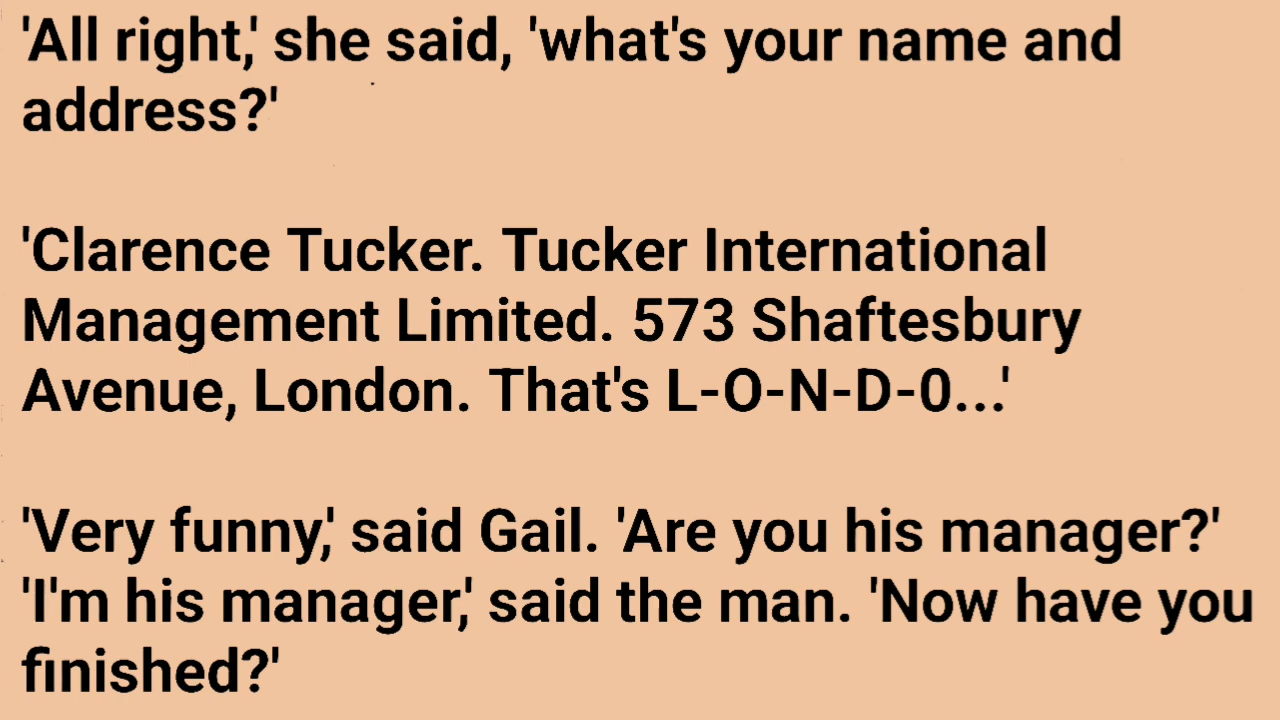 'All right,' she said, 'what's your name and
address?'
'Clarence Tucker. Tucker International
Management Limited. 573 Shaftesbury
Avenue, London. That's L-O-N-D-0...'
'Very funny,' said Gail. 'Are you his manager?'
'I'm his manager,' said the man. 'Now have you
finished?'